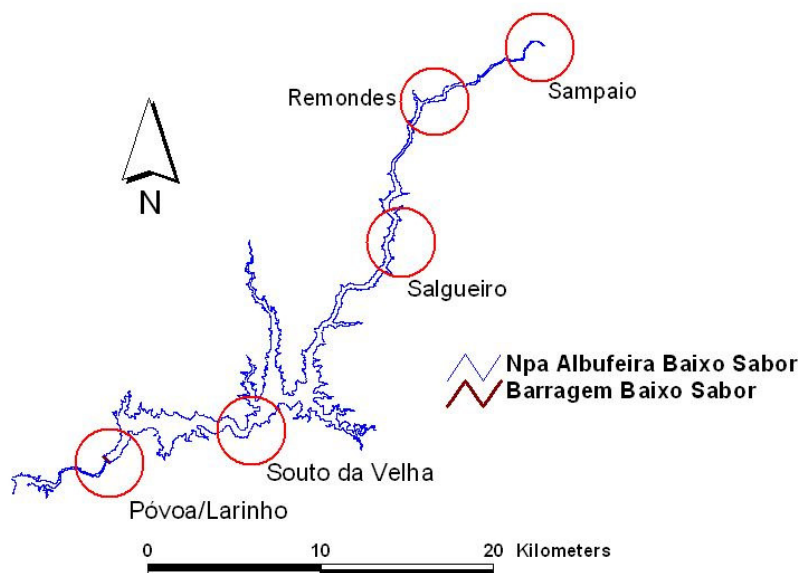 Sampaio
Remondes
N
Salgueiro
Npa Albufeira Baixo Sabor
Barragem Baixo Sabor
Souto da Velha
Póvoa/Larinho
0 10 20 Kilometers